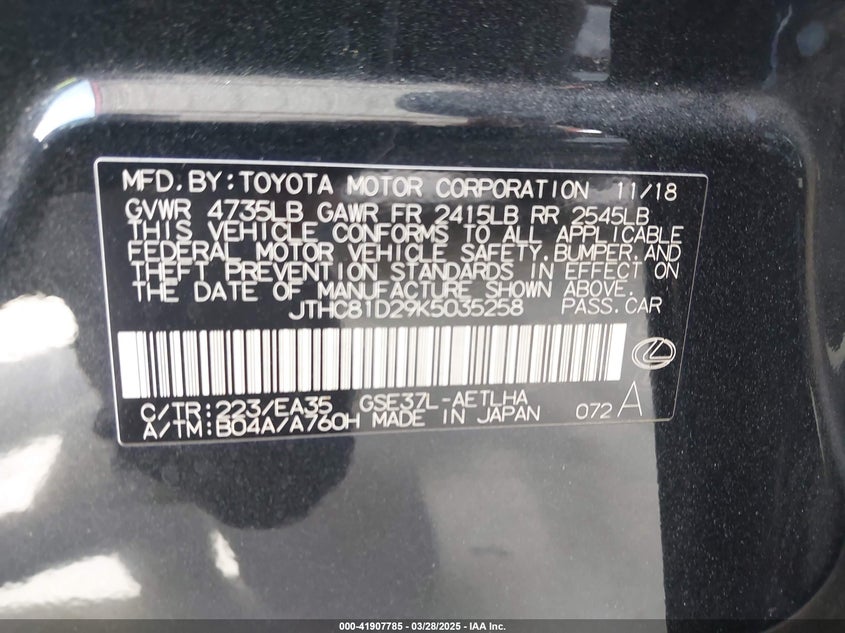 MFD.BY:TOYOTA MOTOR CORPORATION 11/18
GVWR 4735LB GAWR FR 2415LB RR 2545LB
THIS VEHICLE CONFORMS TO ALL APPLICABLE
FEDERAL MOTOR VEHICLE SAFETY,BUMPER,AND
THEFT PREVENTION STANDARDS IN EFFECT ON
THE DATE OF MANUFACTURE SHOWN ABOVE.
JTHC81D29K5035258 PASS.CAR
C/TR:223/EA35 GSE37L-AETLHA
A/TM:B04A/A760H MADE IN JAPAN 072 A
000-41907785 | 03/28/2025 | IAA Inc.